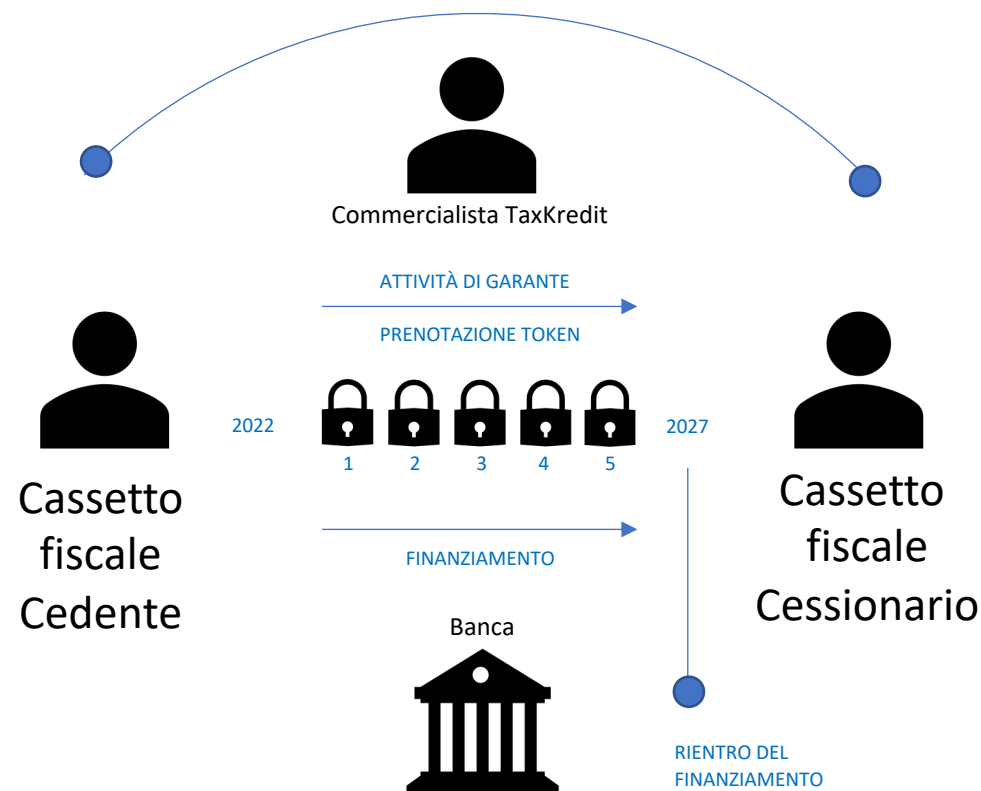 Commercialista TaxKredit
ATTIVITÀ DI GARANTE
PRENOTAZIONE TOKEN
2022
1 2 3 4 5
2027
Cassetto
fiscale
Cedente
Cassetto
fiscale
Cessionario
FINANZIAMENTO
Banca
RIENTRO DEL
FINANZIAMENTO